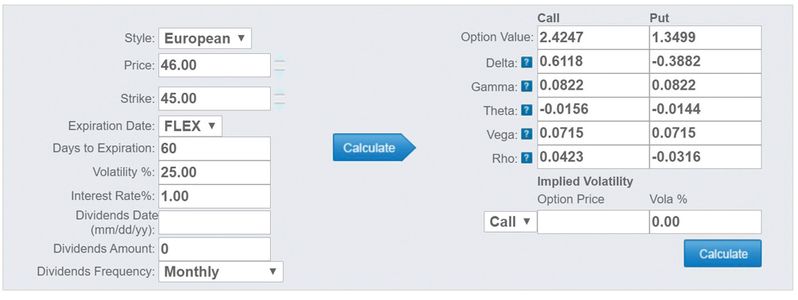 Style: European ▼
Price: 46.00
Strike: 45.00
Expiration Date: FLEX ▼
Days to Expiration: 60
Volatility %: 25.00
Interest Rate%: 1.00
Dividends Date
(mm/dd/yy):
Dividends Amount: 0
Dividends Frequency: Monthly ▼
Calculate
Call Put
Option Value: 2.4247 1.3499
Delta: ? 0.6118 -0.3882
Gamma: ? 0.0822 0.0822
Theta: ? -0.0156 -0.0144
Vega: ? 0.0715 0.0715
Rho: ? 0.0423 -0.0316
Implied Volatility
Option Price Vola %
Call ▼ 0.00
Calculate